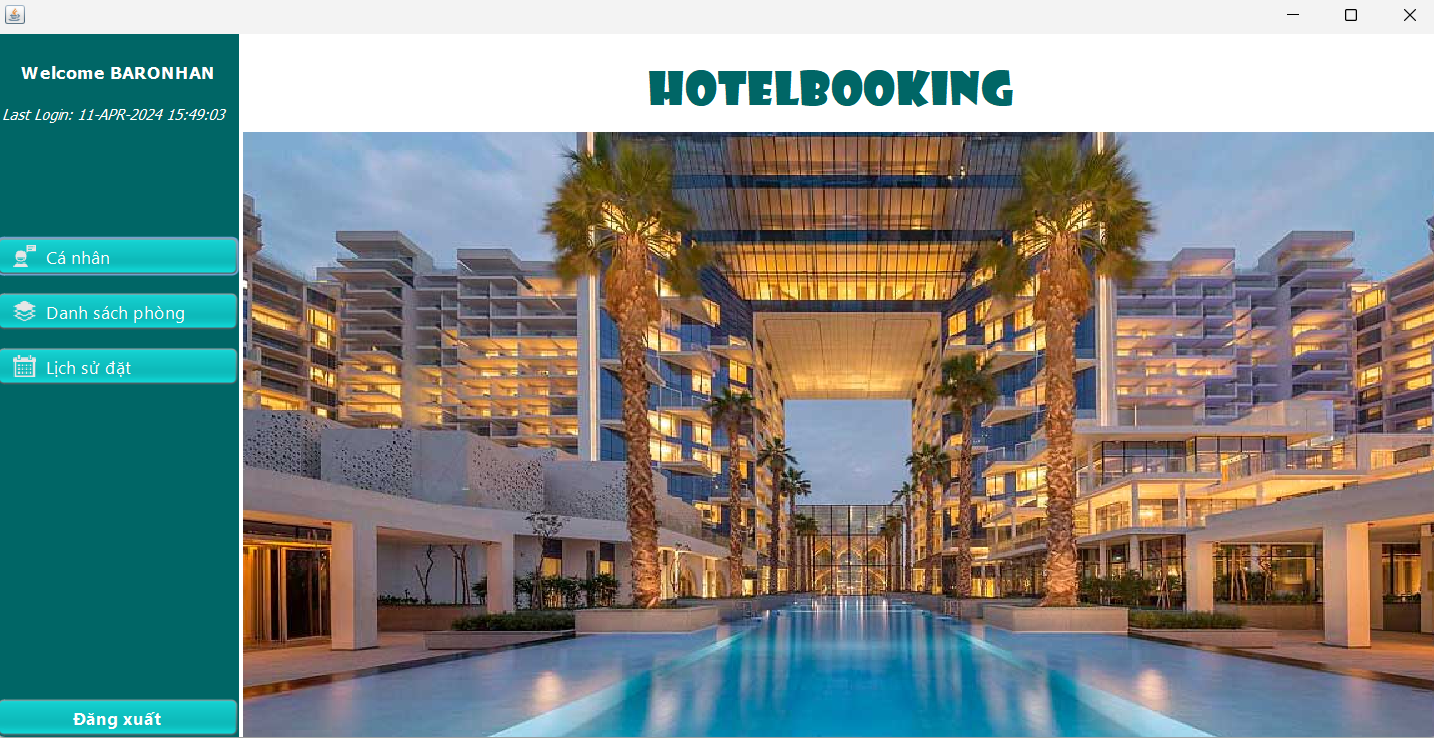 Welcome BARONHAN
Last Login: 11-APR-2024 15:49:03
HOTELBOOKING
Cá nhân
Danh sách phòng
Lịch sử đặt
Đăng xuất